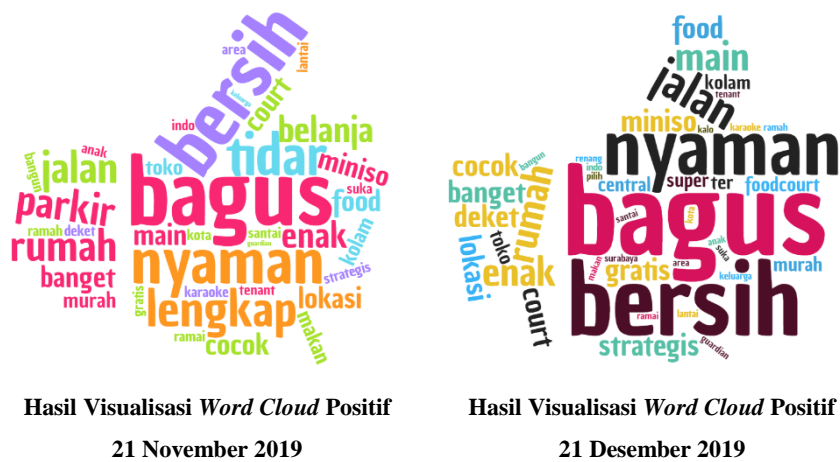 bersih
area
lantai
keluarga
court
indo
belanja
anak
bangun
jalan
toko
tidar
miniso
suka
bagus
food
parkir
ramah
deket
main
kota
santai
guardian
enak
kolam
rumah
nyaman
strategis
banget
murah
gratis
karaoke
tenant
lokasi
lengkap
makan
ramai
cocok
food
main
jalan
kolam
tenant
miniso
kalo
karaoke
ramah
nyaman
renang
indo
pilih
cocok
bangun
banget
rumah
deket
central
super
ter
foodcourt
bagus
santai
kota
lokasi
toko
enak
anak
suka
makan
surabaya
gratis
area
keluarga
murah
court
bersih
ramai
lantai
strategis
guardian
Hasil Visualisasi Word Cloud Positif
21 November 2019
Hasil Visualisasi Word Cloud Positif
21 Desember 2019